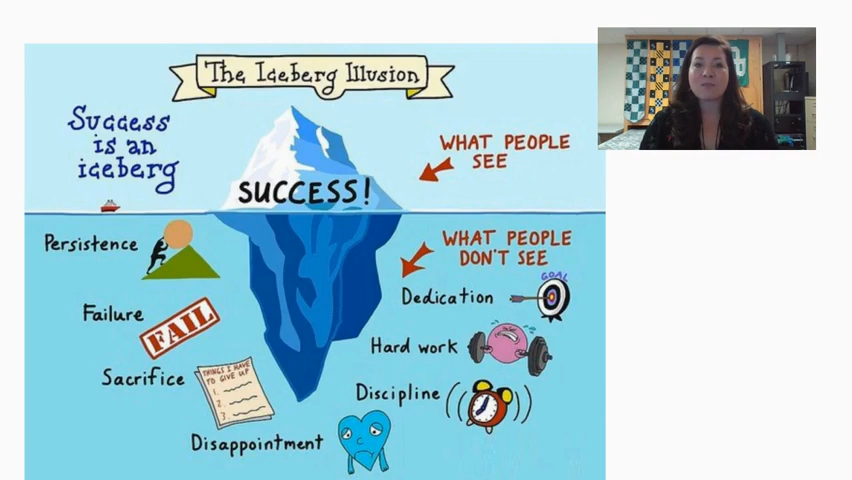 The Iceberg Illusion
Success
is an
iceberg
WHAT PEOPLE
SEE
SUCCESS!
WHAT PEOPLE
DON'T SEE
Persistence
GOAL
Dedication
Failure
FAIL
Hard work
Sacrifice
THINGS I HAVE
TO GIVE UP
1.
2.
3.
Discipline
Disappointment